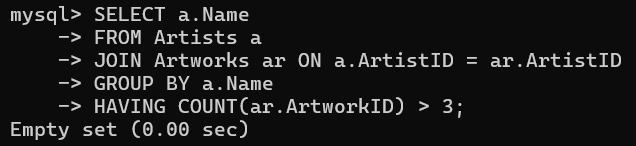 mysql> SELECT a.Name
    -> FROM Artists a
    -> JOIN Artworks ar ON a.ArtistID = ar.ArtistID
    -> GROUP BY a.Name
    -> HAVING COUNT(ar.ArtworkID) > 3;
Empty set (0.00 sec)